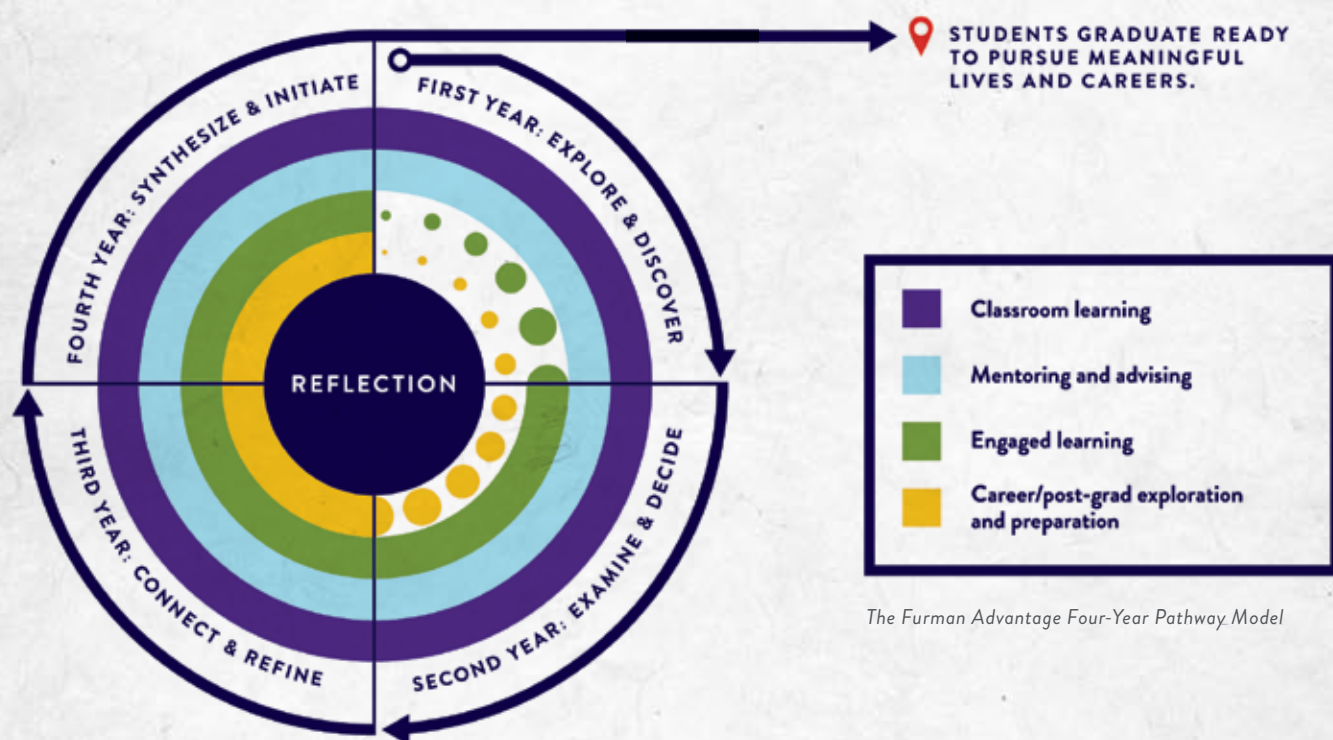 STUDENTS GRADUATE READY
TO PURSUE MEANINGFUL
LIVES AND CAREERS.
FOURTH YEAR: SYNTHESIZE & INITIATE
FIRST YEAR: EXPLORE & DISCOVER
REFLECTION
THIRD YEAR: CONNECT & REFINE
SECOND YEAR: EXAMINE & DECIDE
Classroom learning
Mentoring and advising
Engaged learning
Career/post-grad exploration
and preparation
The Furman Advantage Four-Year Pathway Model